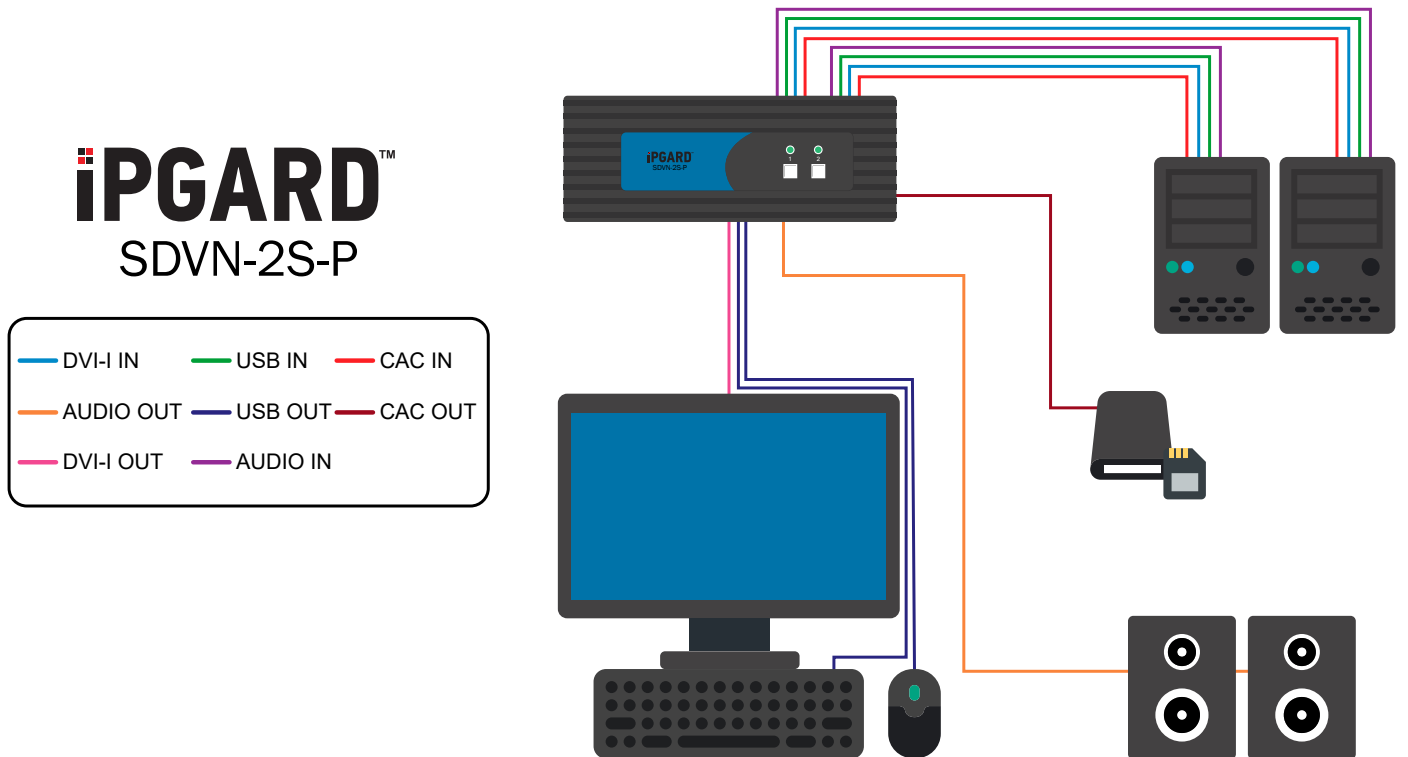 iPGARD™
SDVN-2S-P
DVI-I IN USB IN CAC IN
AUDIO OUT USB OUT CAC OUT
DVI-I OUT AUDIO IN
iPGARD
SDVN-2S-P
1 2